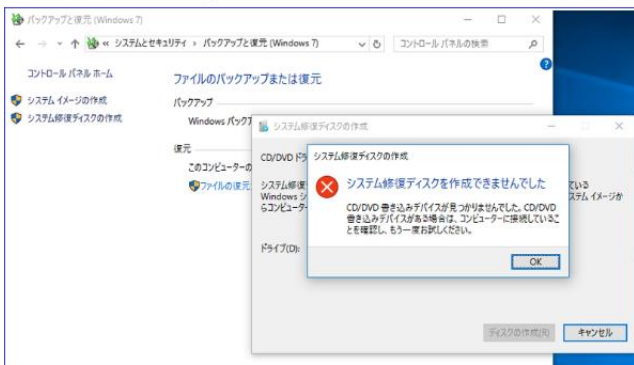 バックアップと復元 (Windows 7)
« システムとセキュリティ › バックアップと復元 (Windows 7)
コントロール パネルの検索
コントロール パネル ホーム
システム イメージの作成
システム修復ディスクの作成
ファイルのバックアップまたは復元
バックアップ
Windows バック
復元
このコンピューターの
ファイルの復元
システム修復ディスクの作成
CD/DVD ド
システム修復
Windows シ
らコンピューター
ている
ステム イメージか
ドライブ(D):
ディスクの作成(R)
キャンセル
システム修復ディスクの作成
システム修復ディスクを作成できませんでした
CD/DVD 書き込みデバイスが見つかりませんでした。CD/DVD
書き込みデバイスがある場合は、コンピューターに接続しているこ
とを確認し、もう一度お試しください。
OK